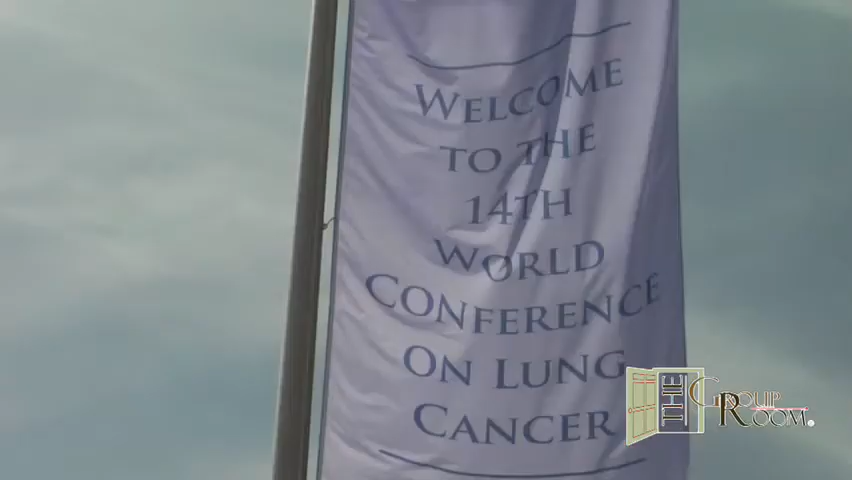 Welcome
to the
14th
World
Conference
on Lung
Cancer
THE
Group
Room.